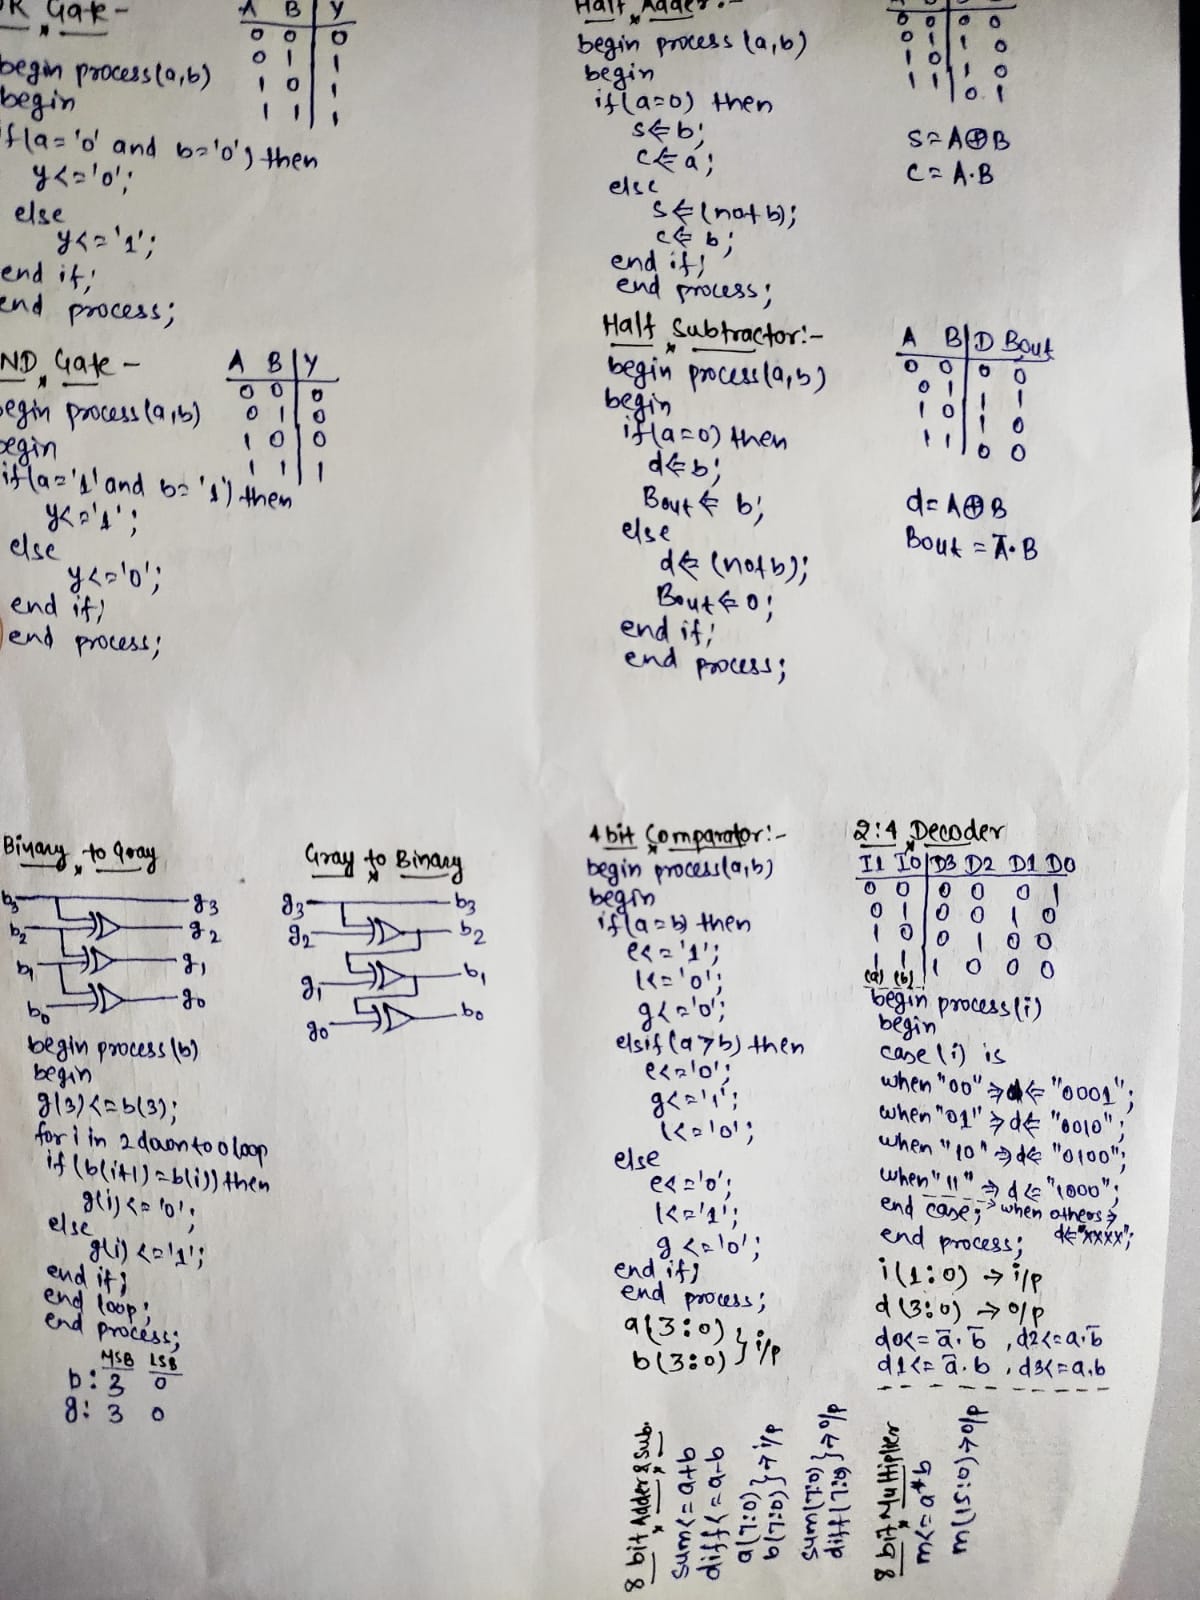 OR Gate -
A B Y
0 0 0
0 1 1
1 0 1
1 1 1
begin process(a,b)
begin
if(a='0' and b='0') then
y<='0';
else
y<='1';
end if;
end process;
AND Gate -
A B Y
0 0 0
0 1 0
1 0 0
1 1 1
begin process(a,b)
begin
if(a='1' and b='1') then
y<='1';
else
y<='0';
end if;
end process;
Half Adder :-
0 0 0 0
0 1 1 0
1 0 1 0
1 1 0 1
begin process (a,b)
begin
if(a=0) then
s<=b;
c<=a;
else
s<=(not b);
c<=b;
end if;
end process;
S=A⊕B
C=A·B
Half Subtractor:-
A B D Bout
0 0 0 0
0 1 1 1
1 0 1 0
1 1 0 0
begin process(a,b)
begin
if(a=0) then
d<=b;
Bout<=b;
else
d<=(not b);
Bout<=0;
end if;
end process;
d=A⊕B
Bout=A̅·B
Binary to Gray
b3 g3
b2 g2
b1 g1
b0 g0
begin process(b)
begin
g(3)<=b(3);
for i in 2 downto 0 loop
if(b(i+1)=b(i)) then
g(i)<='0';
else
g(i)<='1';
end if;
end loop;
end process;
MSB LSB
b: 3 0
g: 3 0
Gray to Binary
g3 b3
g2 b2
g1 b1
g0 b0
4 bit Comparator:-
begin process(a,b)
begin
if(a=b) then
e<='1';
l<='0';
g<='0';
elsif(a>b) then
e<='0';
g<='1';
l<='0';
else
e<='0';
l<='1';
g<='0';
end if;
end process;
a(3:0)
b(3:0) } i/p
2:4 Decoder
I1 I0 D3 D2 D1 D0
0 0 0 0 0 1
0 1 0 0 1 0
1 0 0 1 0 0
1 1 1 0 0 0
(a) (b)
begin process(i)
begin
case (i) is
when "00" => d<="0001";
when "01" => d<="0010";
when "10" => d<="0100";
when "11" => d<="1000";
end case; → when others =>
d<="xxxx";
end process;
i(1:0) → i/p
d(3:0) → o/p
d0<=a̅.b̅ , d2<=a.b̅
d1<=a̅.b , d3<=a.b
8 bit Adder & Sub.
sum<=a+b
diff<=a-b
a(7:0)
b(7:0) } → i/p
sum(7:0)
diff(7:0) } → o/p
8 bit Multiplier
m<=a*b
m(15:0) → o/p